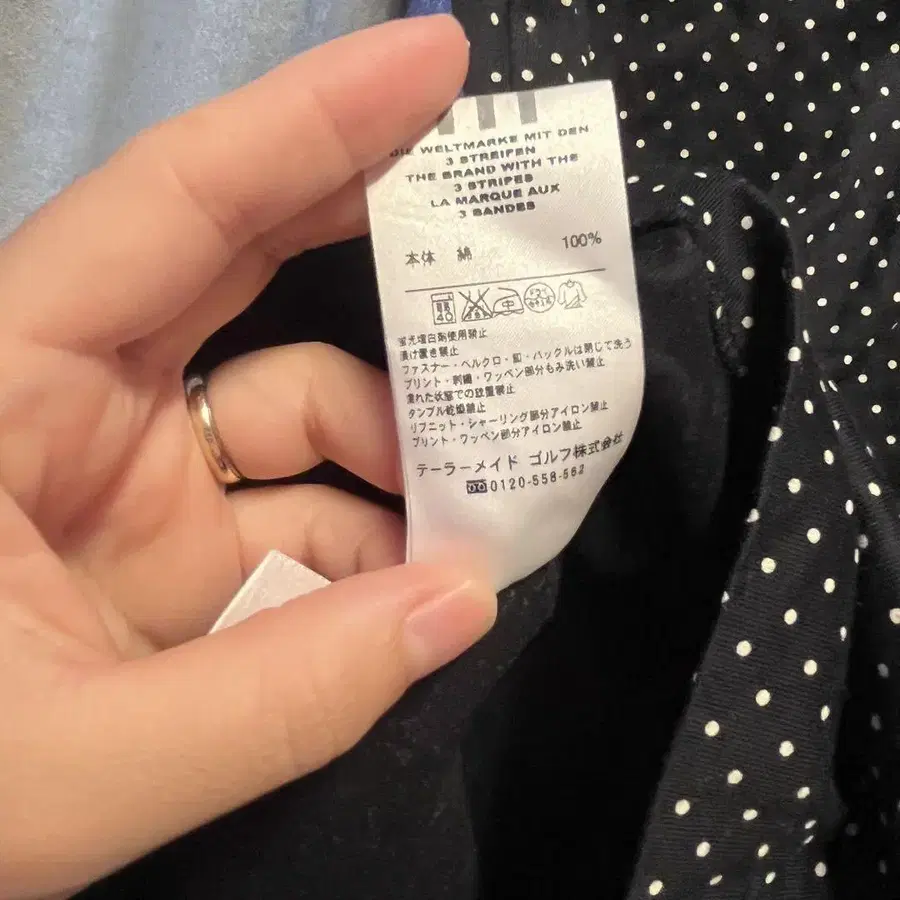 DIE WELTMARKE MIT DEN
3 STREIFEN
THE BRAND WITH THE
3 STRIPES
LA MARQUE AUX
3 BANDES
本体 綿 100%
40 中
蛍光増白剤使用禁止
漬け置き禁止
ファスナー・ベルクロ・釦・バックルは閉じて洗う
プリント・刺繍・ワッペン部分もみ洗い禁止
濡れた状態での放置禁止
タンブル乾燥禁止
リブニット・シャーリング部分アイロン禁止
プリント・ワッペン部分アイロン禁止
テーラーメイド ゴルフ株式会社
0120-558-562